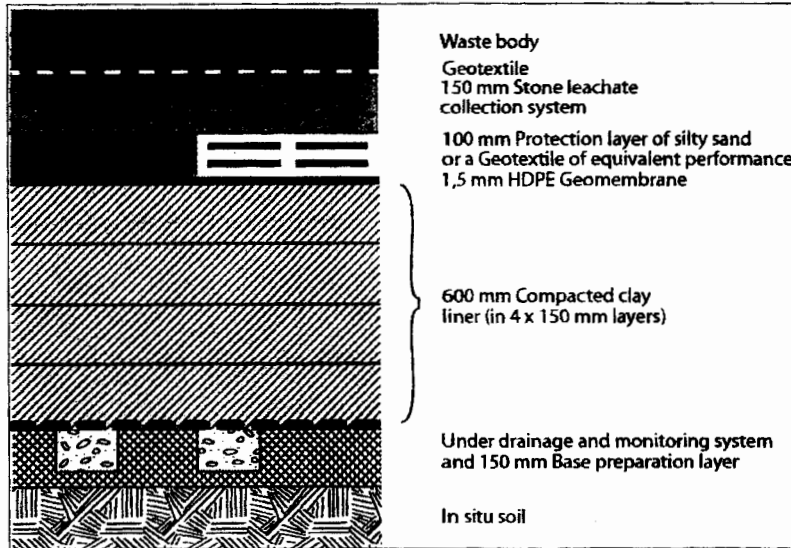 Waste body
Geotextile
150 mm Stone leachate
collection system
100 mm Protection layer of silty sand
or a Geotextile of equivalent performance
1,5 mm HDPE Geomembrane
600 mm Compacted clay
liner (in 4 x 150 mm layers)
Under drainage and monitoring system
and 150 mm Base preparation layer
In situ soil